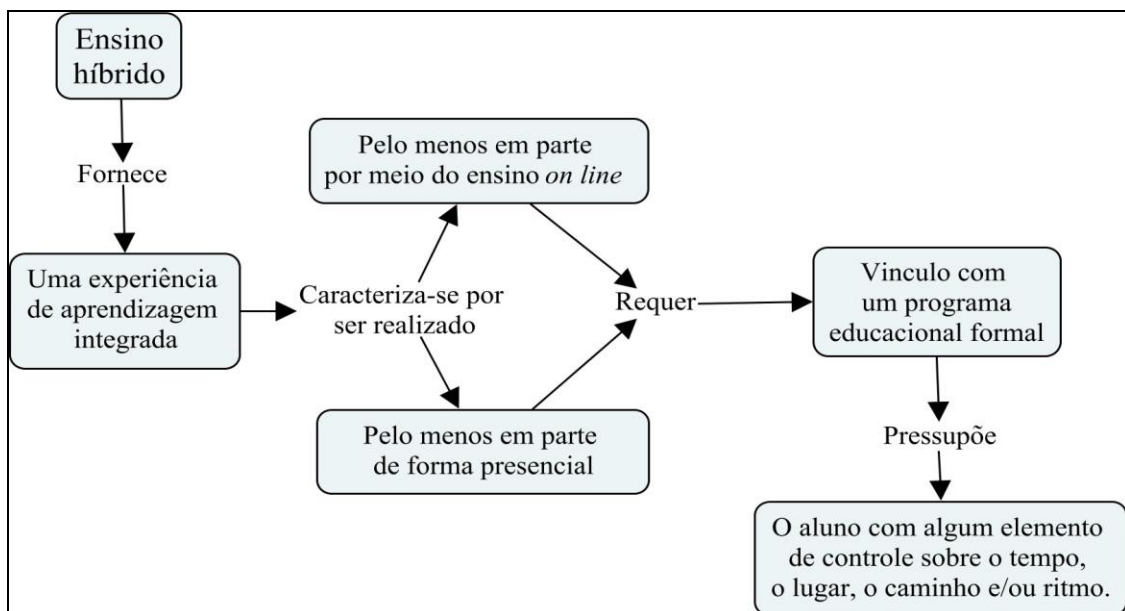 Ensino
híbrido
Fornece
Uma experiência
de aprendizagem
integrada
Caracteriza-se por
ser realizado
Pelo menos em parte
por meio do ensino on line
Pelo menos em parte
de forma presencial
Requer
Vinculo com
um programa
educacional formal
Pressupõe
O aluno com algum elemento
de controle sobre o tempo,
o lugar, o caminho e/ou ritmo.